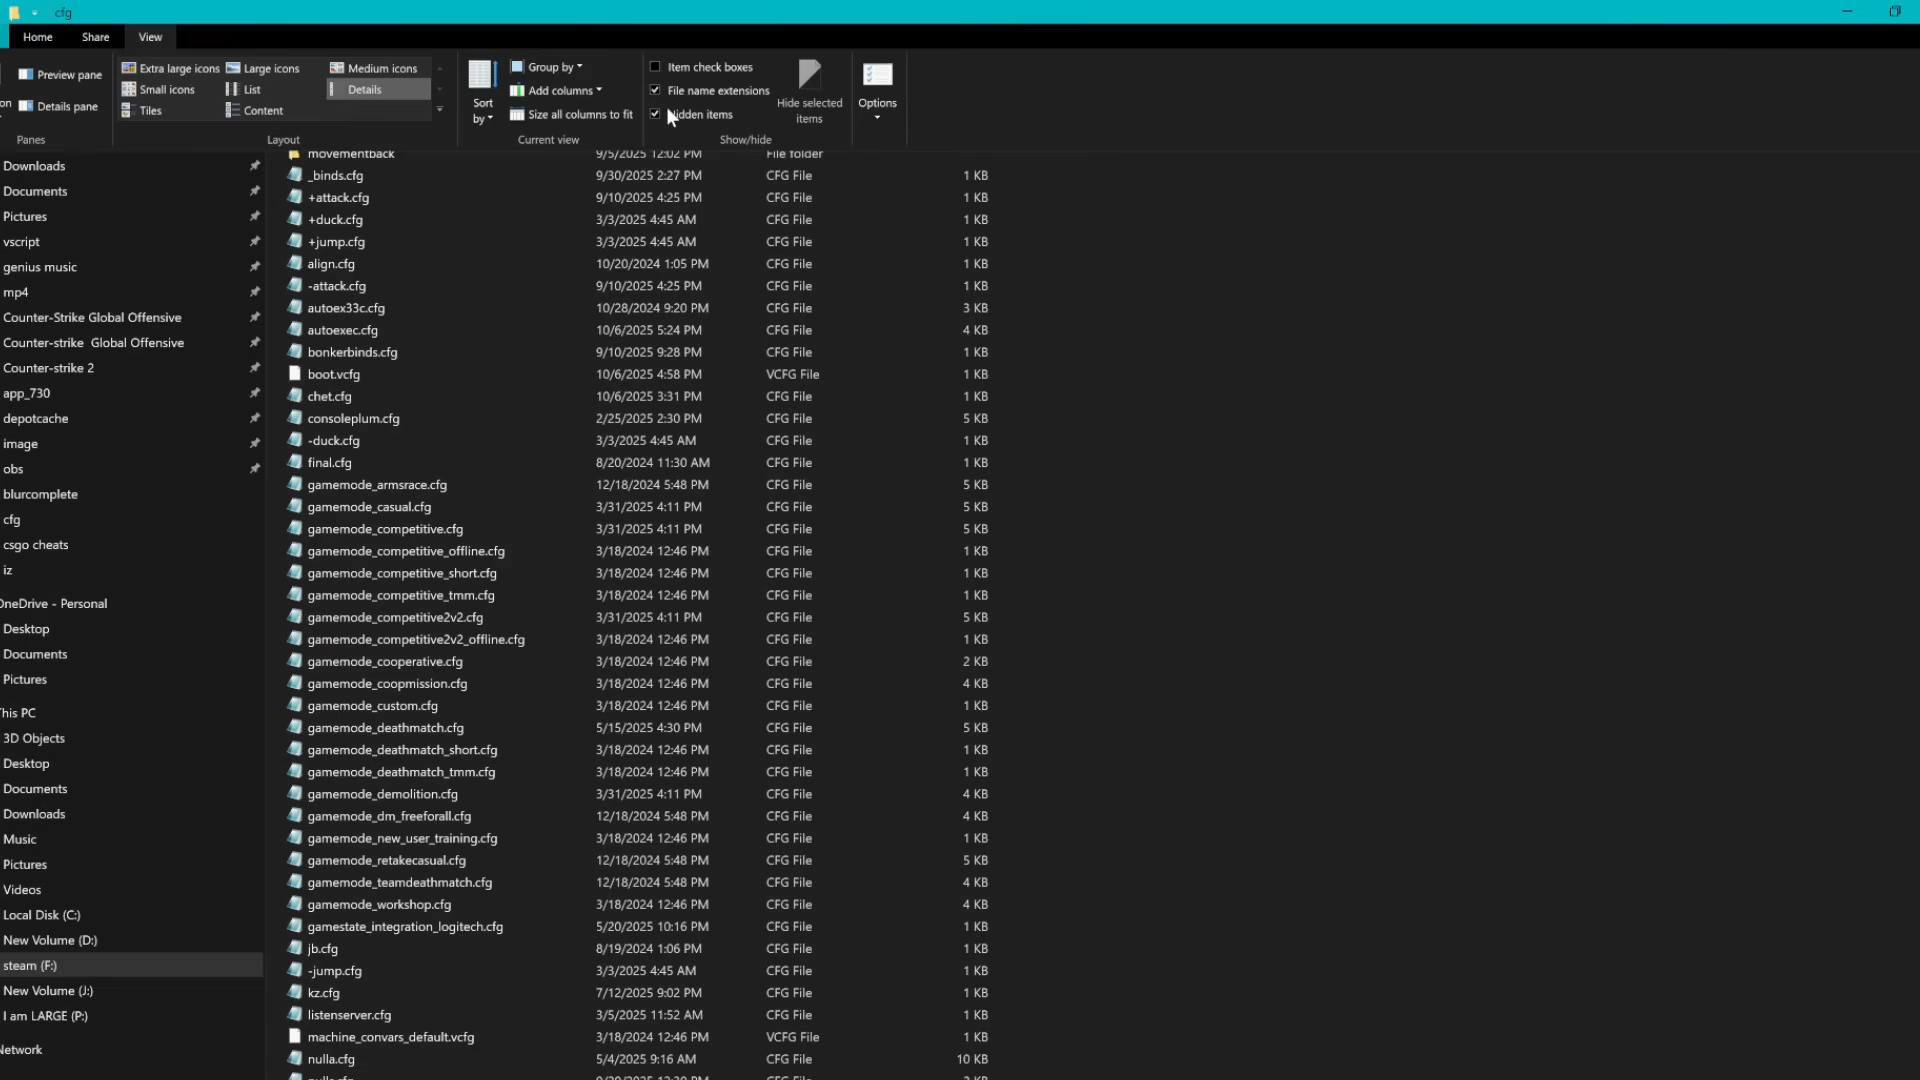 cfg
Home Share View
Preview pane
Details pane
Panes
Extra large icons Large icons Medium icons
Small icons List Details
Tiles Content
Layout
Sort by
Group by
Add columns
Size all columns to fit
Current view
Item check boxes
File name extensions
Hidden items
Hide selected items
Show/hide
Options
Downloads
Documents
Pictures
vscript
genius music
mp4
Counter-Strike Global Offensive
Counter-strike Global Offensive
Counter-strike 2
app_730
depotcache
image
obs
blurcomplete
cfg
csgo cheats
iz
OneDrive - Personal
Desktop
Documents
Pictures
This PC
3D Objects
Desktop
Documents
Downloads
Music
Pictures
Videos
Local Disk (C:)
New Volume (D:)
steam (F:)
New Volume (J:)
I am LARGE (P:)
Network
movementback 9/5/2025 12:02 PM File folder
_binds.cfg 9/30/2025 2:27 PM CFG File 1 KB
+attack.cfg 9/10/2025 4:25 PM CFG File 1 KB
+duck.cfg 3/3/2025 4:45 AM CFG File 1 KB
+jump.cfg 3/3/2025 4:45 AM CFG File 1 KB
align.cfg 10/20/2024 1:05 PM CFG File 1 KB
-attack.cfg 9/10/2025 4:25 PM CFG File 1 KB
autoex33c.cfg 10/28/2024 9:20 PM CFG File 3 KB
autoexec.cfg 10/6/2025 5:24 PM CFG File 4 KB
bonkerbinds.cfg 9/10/2025 9:28 PM CFG File 1 KB
boot.vcfg 10/6/2025 4:58 PM VCFG File 1 KB
chet.cfg 10/6/2025 3:31 PM CFG File 1 KB
consoleplum.cfg 2/25/2025 2:30 PM CFG File 5 KB
-duck.cfg 3/3/2025 4:45 AM CFG File 1 KB
final.cfg 8/20/2024 11:30 AM CFG File 1 KB
gamemode_armsrace.cfg 12/18/2024 5:48 PM CFG File 5 KB
gamemode_casual.cfg 3/31/2025 4:11 PM CFG File 5 KB
gamemode_competitive.cfg 3/31/2025 4:11 PM CFG File 5 KB
gamemode_competitive_offline.cfg 3/18/2024 12:46 PM CFG File 1 KB
gamemode_competitive_short.cfg 3/18/2024 12:46 PM CFG File 1 KB
gamemode_competitive_tmm.cfg 3/18/2024 12:46 PM CFG File 1 KB
gamemode_competitive2v2.cfg 3/31/2025 4:11 PM CFG File 5 KB
gamemode_competitive2v2_offline.cfg 3/18/2024 12:46 PM CFG File 1 KB
gamemode_cooperative.cfg 3/18/2024 12:46 PM CFG File 2 KB
gamemode_coopmission.cfg 3/18/2024 12:46 PM CFG File 4 KB
gamemode_custom.cfg 3/18/2024 12:46 PM CFG File 1 KB
gamemode_deathmatch.cfg 5/15/2025 4:30 PM CFG File 5 KB
gamemode_deathmatch_short.cfg 3/18/2024 12:46 PM CFG File 1 KB
gamemode_deathmatch_tmm.cfg 3/18/2024 12:46 PM CFG File 1 KB
gamemode_demolition.cfg 3/31/2025 4:11 PM CFG File 4 KB
gamemode_dm_freeforall.cfg 12/18/2024 5:48 PM CFG File 4 KB
gamemode_new_user_training.cfg 3/18/2024 12:46 PM CFG File 1 KB
gamemode_retakecasual.cfg 12/18/2024 5:48 PM CFG File 5 KB
gamemode_teamdeathmatch.cfg 12/18/2024 5:48 PM CFG File 4 KB
gamemode_workshop.cfg 3/18/2024 12:46 PM CFG File 4 KB
gamestate_integration_logitech.cfg 5/20/2025 10:16 PM CFG File 1 KB
jb.cfg 8/19/2024 1:06 PM CFG File 1 KB
-jump.cfg 3/3/2025 4:45 AM CFG File 1 KB
kz.cfg 7/12/2025 9:02 PM CFG File 1 KB
listenserver.cfg 3/5/2025 11:52 AM CFG File 1 KB
machine_convars_default.vcfg 3/18/2024 12:46 PM VCFG File 1 KB
nulla.cfg 5/4/2025 9:16 AM CFG File 10 KB